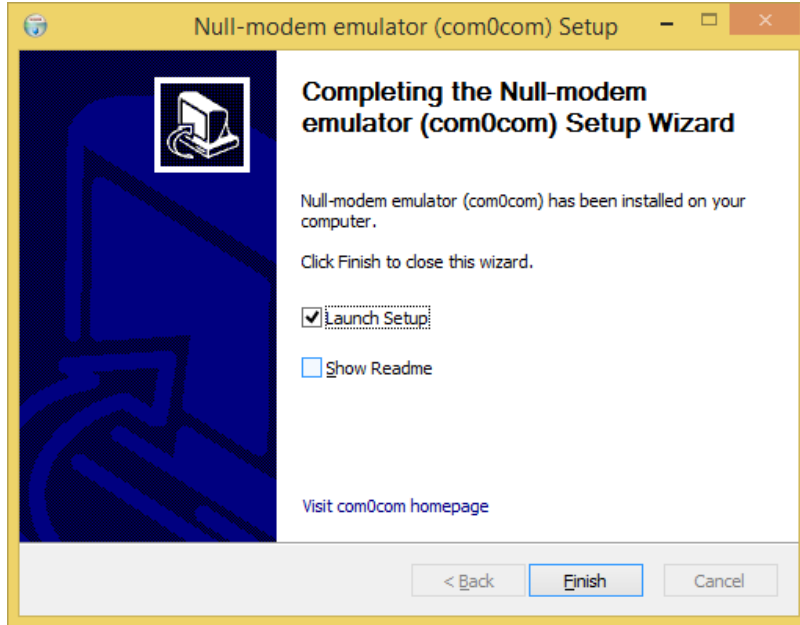 Null-modem emulator (com0com) Setup
Completing the Null-modem
emulator (com0com) Setup Wizard
Null-modem emulator (com0com) has been installed on your
computer.
Click Finish to close this wizard.
Launch Setup
Show Readme
Visit com0com homepage
< Back Finish Cancel